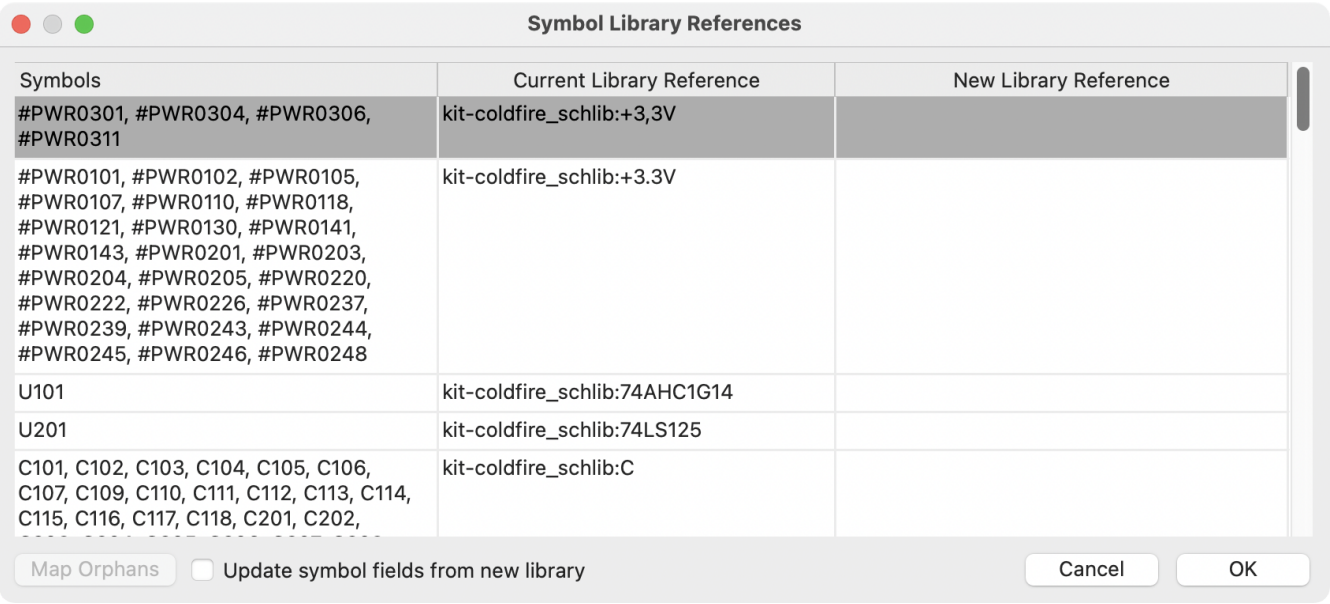 Symbol Library References
Symbols Current Library Reference New Library Reference
#PWR0301, #PWR0304, #PWR0306, kit-coldfire_schlib:+3,3V
#PWR0311
#PWR0101, #PWR0102, #PWR0105, kit-coldfire_schlib:+3.3V
#PWR0107, #PWR0110, #PWR0118,
#PWR0121, #PWR0130, #PWR0141,
#PWR0143, #PWR0201, #PWR0203,
#PWR0204, #PWR0205, #PWR0220,
#PWR0222, #PWR0226, #PWR0237,
#PWR0239, #PWR0243, #PWR0244,
#PWR0245, #PWR0246, #PWR0248
U101 kit-coldfire_schlib:74AHC1G14
U201 kit-coldfire_schlib:74LS125
C101, C102, C103, C104, C105, C106, kit-coldfire_schlib:C
C107, C109, C110, C111, C112, C113, C114,
C115, C116, C117, C118, C201, C202,
Map Orphans Update symbol fields from new library Cancel OK